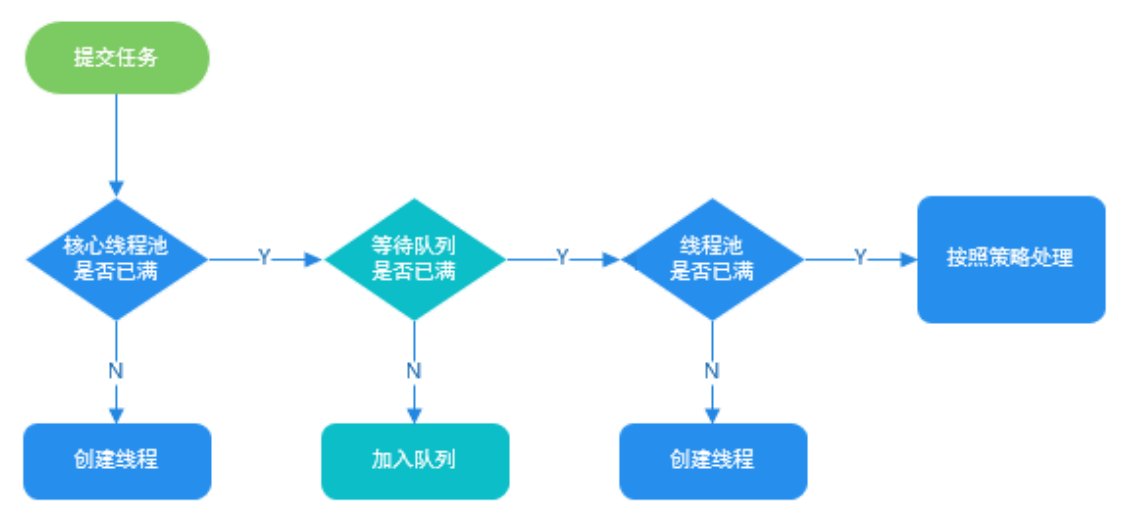 提交任务
核心线程池
是否已满
Y
等待队列
是否已满
Y
线程池
是否已满
Y
按照策略处理
N
N
N
创建线程
加入队列
创建线程